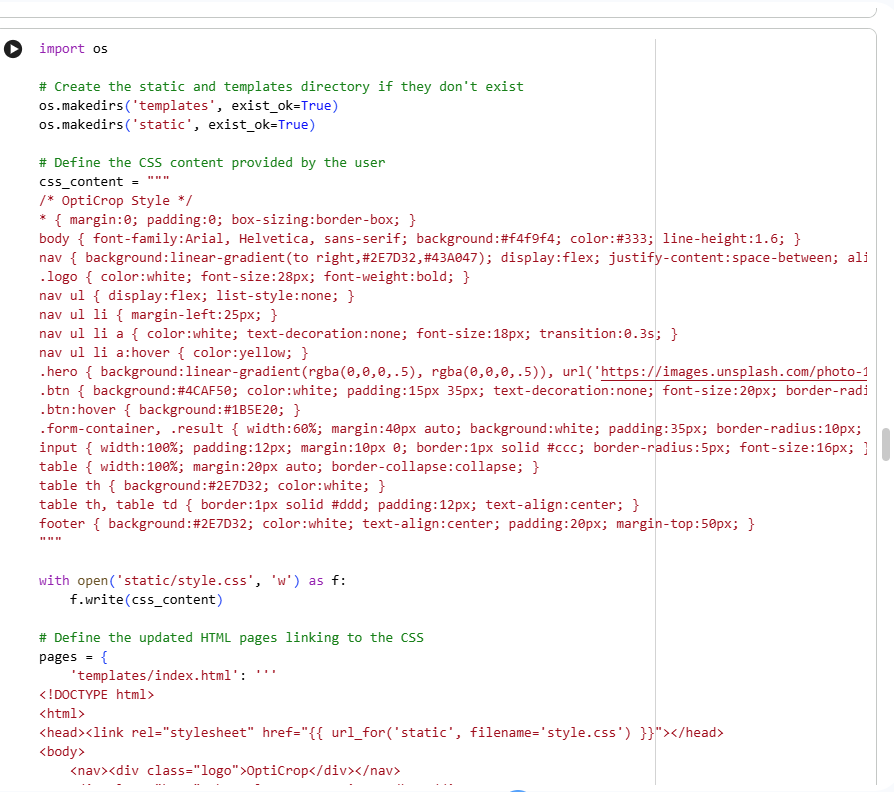 import os
# Create the static and templates directory if they don't exist
os.makedirs('templates', exist_ok=True)
os.makedirs('static', exist_ok=True)
# Define the CSS content provided by the user
css_content = """
/* OptiCrop Style */
* { margin:0; padding:0; box-sizing:border-box; }
body { font-family:Arial, Helvetica, sans-serif; background:#f4f9f4; color:#333; line-height:1.6; }
nav { background:linear-gradient(to right,#2E7D32,#43A047); display:flex; justify-content:space-between; ali
.logo { color:white; font-size:28px; font-weight:bold; }
nav ul { display:flex; list-style:none; }
nav ul li { margin-left:25px; }
nav ul li a { color:white; text-decoration:none; font-size:18px; transition:0.3s; }
nav ul li a:hover { color:yellow; }
.hero { background:linear-gradient(rgba(0,0,0,.5), rgba(0,0,0,.5)), url('https://images.unsplash.com/photo-1
.btn { background:#4CAF50; color:white; padding:15px 35px; text-decoration:none; font-size:20px; border-radi
.btn:hover { background:#1B5E20; }
.form-container, .result { width:60%; margin:40px auto; background:white; padding:35px; border-radius:10px;
input { width:100%; padding:12px; margin:10px 0; border:1px solid #ccc; border-radius:5px; font-size:16px; }
table { width:100%; margin:20px auto; border-collapse:collapse; }
table th { background:#2E7D32; color:white; }
table th, table td { border:1px solid #ddd; padding:12px; text-align:center; }
footer { background:#2E7D32; color:white; text-align:center; padding:20px; margin-top:50px; }
"""
with open('static/style.css', 'w') as f:
f.write(css_content)
# Define the updated HTML pages linking to the CSS
pages = {
'templates/index.html': '''
<!DOCTYPE html>
<html>
<head><link rel="stylesheet" href="{{ url_for('static', filename='style.css') }}"></head>
<body>
<nav><div class="logo">OptiCrop</div></nav>